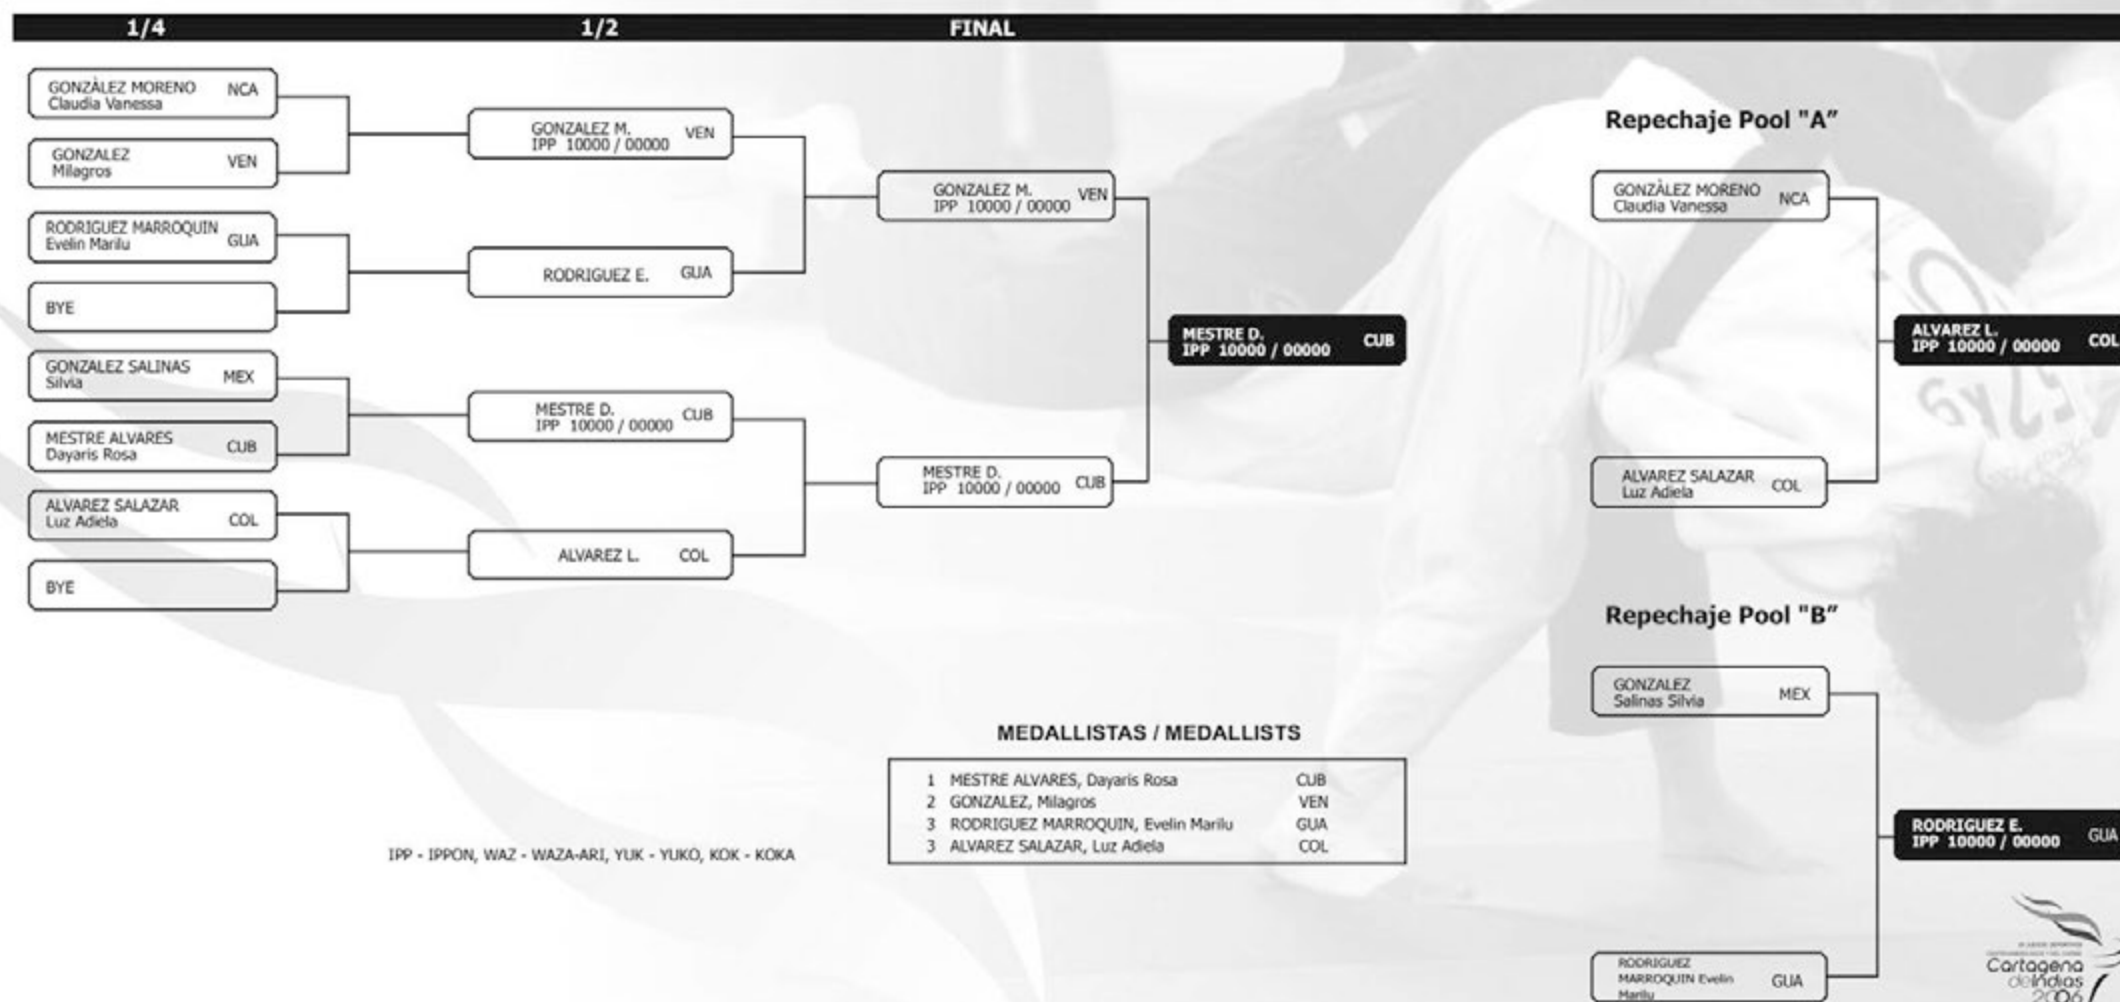 1/4
1/2
FINAL
GONZÀLEZ MORENO NCA
Claudia Vanessa
GONZALEZ VEN
Milagros
RODRIGUEZ MARROQUIN GUA
Evelin Marilu
BYE
GONZALEZ SALINAS MEX
Silvia
MESTRE ALVARES CUB
Dayaris Rosa
ALVAREZ SALAZAR COL
Luz Adiela
BYE
GONZALEZ M. VEN
IPP 10000 / 00000
RODRIGUEZ E. GUA
MESTRE D. CUB
IPP 10000 / 00000
ALVAREZ L. COL
GONZALEZ M. VEN
IPP 10000 / 00000
MESTRE D. CUB
IPP 10000 / 00000
MESTRE D. CUB
IPP 10000 / 00000
Repechaje Pool "A"
GONZÀLEZ MORENO NCA
Claudia Vanessa
ALVAREZ SALAZAR COL
Luz Adiela
ALVAREZ L. COL
IPP 10000 / 00000
Repechaje Pool "B"
GONZALEZ MEX
Salinas Silvia
RODRIGUEZ
MARROQUIN Evelin GUA
Marilu
RODRIGUEZ E. GUA
IPP 10000 / 00000
MEDALLISTAS / MEDALLISTS
1 MESTRE ALVARES, Dayaris Rosa CUB
2 GONZALEZ, Milagros VEN
3 RODRIGUEZ MARROQUIN, Evelin Marilu GUA
3 ALVAREZ SALAZAR, Luz Adiela COL
IPP - IPPON, WAZ - WAZA-ARI, YUK - YUKO, KOK - KOKA
Cartagena
de Indias
2006